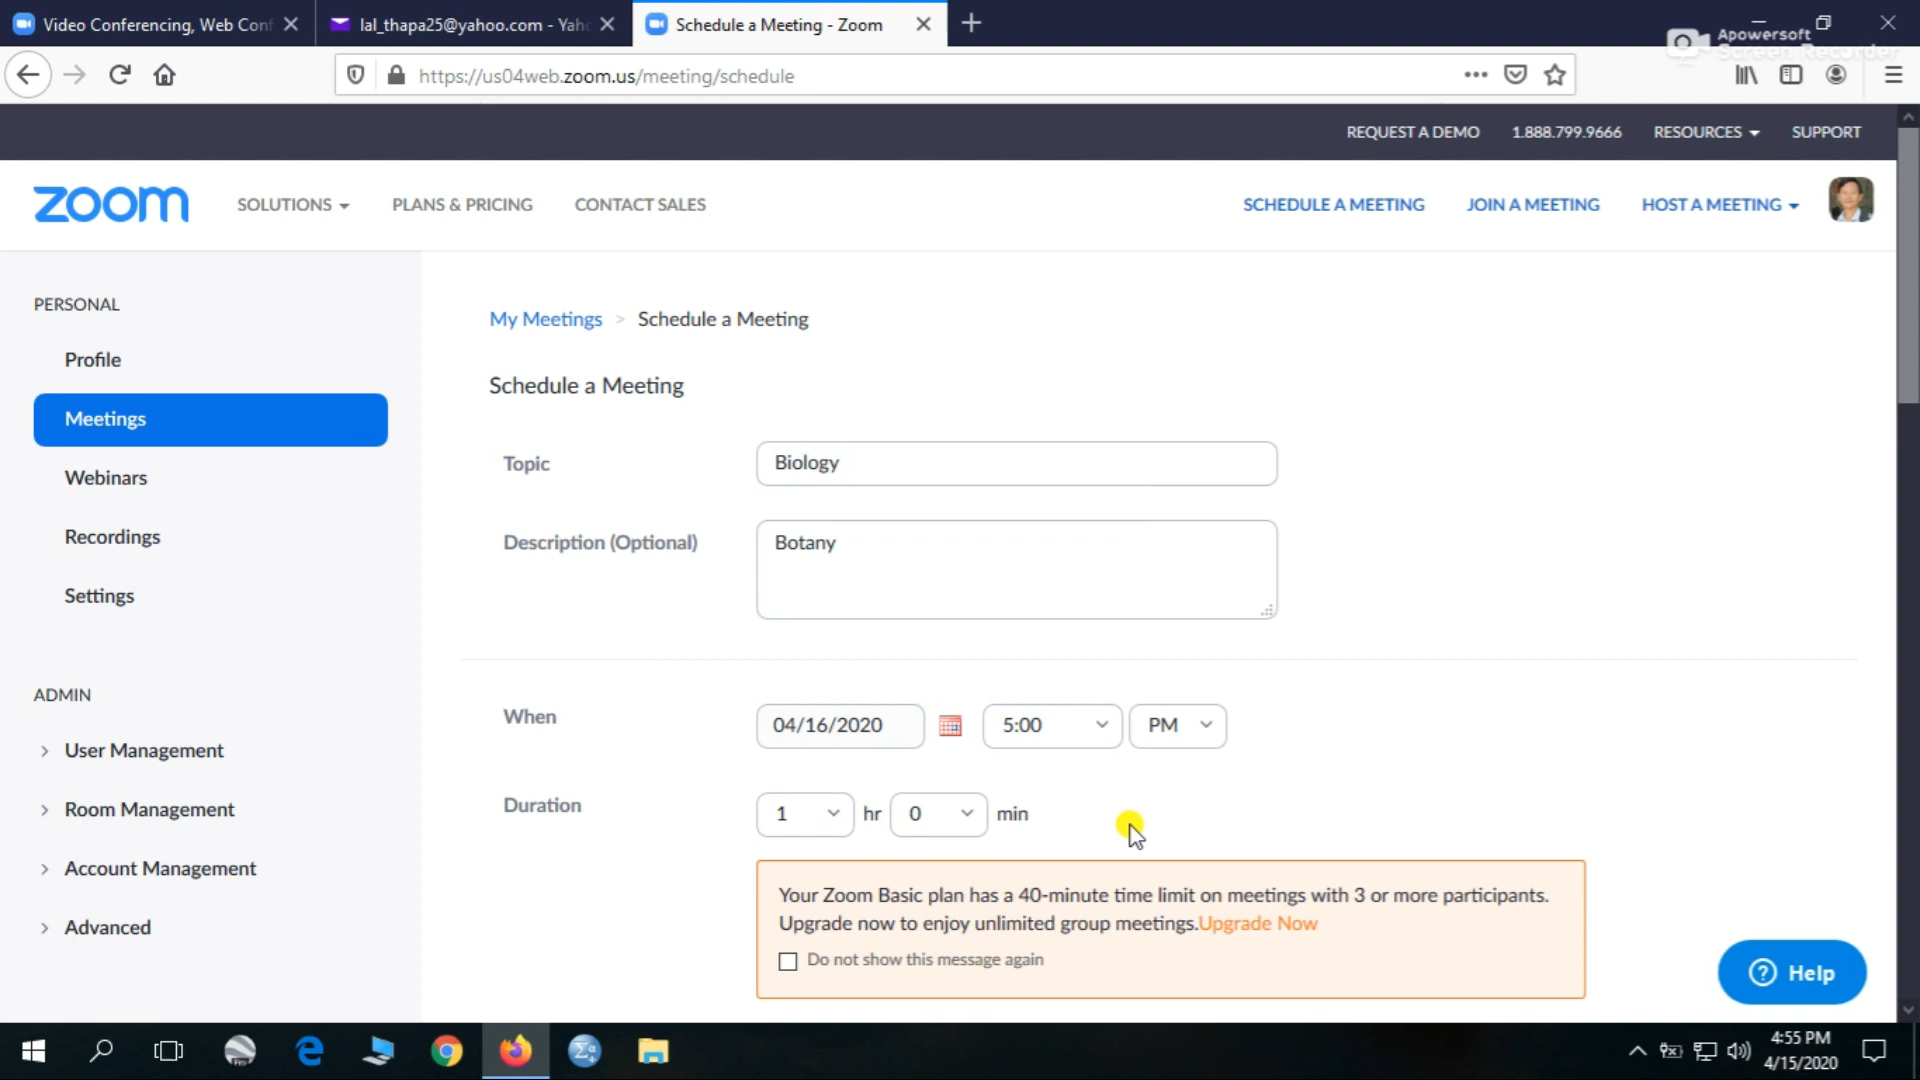 Video Conferencing, Web Conf
lal_thapa25@yahoo.com - Yaho
Schedule a Meeting - Zoom
Apowersoft
Screen Recorder
https://us04web.zoom.us/meeting/schedule
REQUEST A DEMO
1.888.799.9666
RESOURCES
SUPPORT
zoom
SOLUTIONS
PLANS & PRICING
CONTACT SALES
SCHEDULE A MEETING
JOIN A MEETING
HOST A MEETING
PERSONAL
Profile
Meetings
Webinars
Recordings
Settings
ADMIN
User Management
Room Management
Account Management
Advanced
My Meetings > Schedule a Meeting
Schedule a Meeting
Topic
Biology
Description (Optional)
Botany
When
04/16/2020
5:00
PM
Duration
1
hr
0
min
Your Zoom Basic plan has a 40-minute time limit on meetings with 3 or more participants.
Upgrade now to enjoy unlimited group meetings.Upgrade Now
Do not show this message again
Help
4:55 PM
4/15/2020